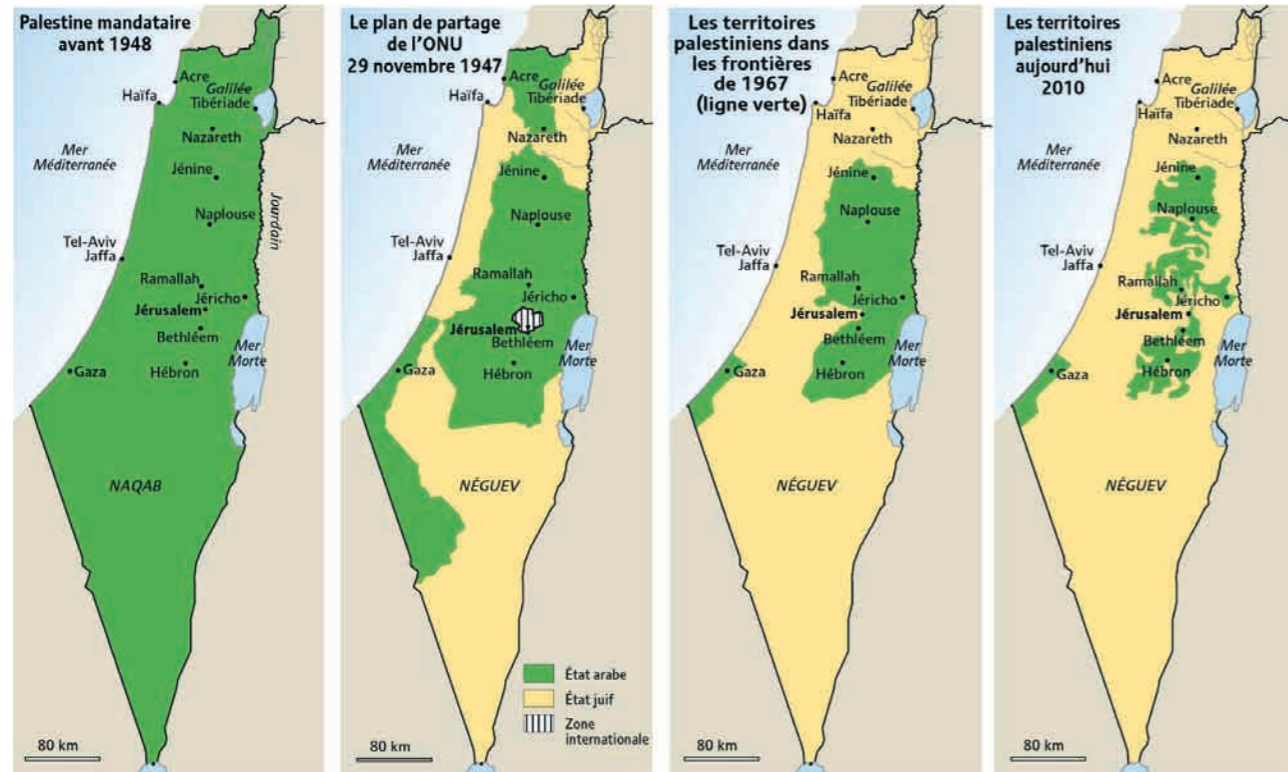 Palestine mandataire
avant 1948
Acre
Haïfa
Galilée
Tibériade
Nazareth
Mer
Méditerranée
Jénine
Jourdain
Naplouse
Tel-Aviv
Jaffa
Ramallah
Jéricho
Jérusalem
Bethléem
Mer
Morte
Gaza
Hébron
NAQAB
80 km
Le plan de partage
de l'ONU
29 novembre 1947
Acre
Haïfa
Galilée
Tibériade
Nazareth
Mer
Méditerranée
Jénine
Naplouse
Tel-Aviv
Jaffa
Ramallah
Jéricho
Jérusalem
Bethléem
Mer
Morte
Gaza
Hébron
NÉGUEV
État arabe
État juif
Zone
internationale
80 km
Les territoires
palestiniens dans
les frontières
de 1967
(ligne verte)
Acre
Galilée
Tibériade
Haïfa
Nazareth
Mer
Méditerranée
Jénine
Naplouse
Tel-Aviv
Jaffa
Ramallah
Jéricho
Jérusalem
Bethléem
Mer
Morte
Gaza
Hébron
NÉGUEV
80 km
Les territoires
palestiniens
aujourd'hui
2010
Acre
Galilée
Tibériade
Haïfa
Nazareth
Mer
Méditerranée
Jénine
Naplouse
Tel-Aviv
Jaffa
Ramallah
Jéricho
Jérusalem
Bethléem
Mer
Morte
Gaza
Hébron
NÉGUEV
80 km